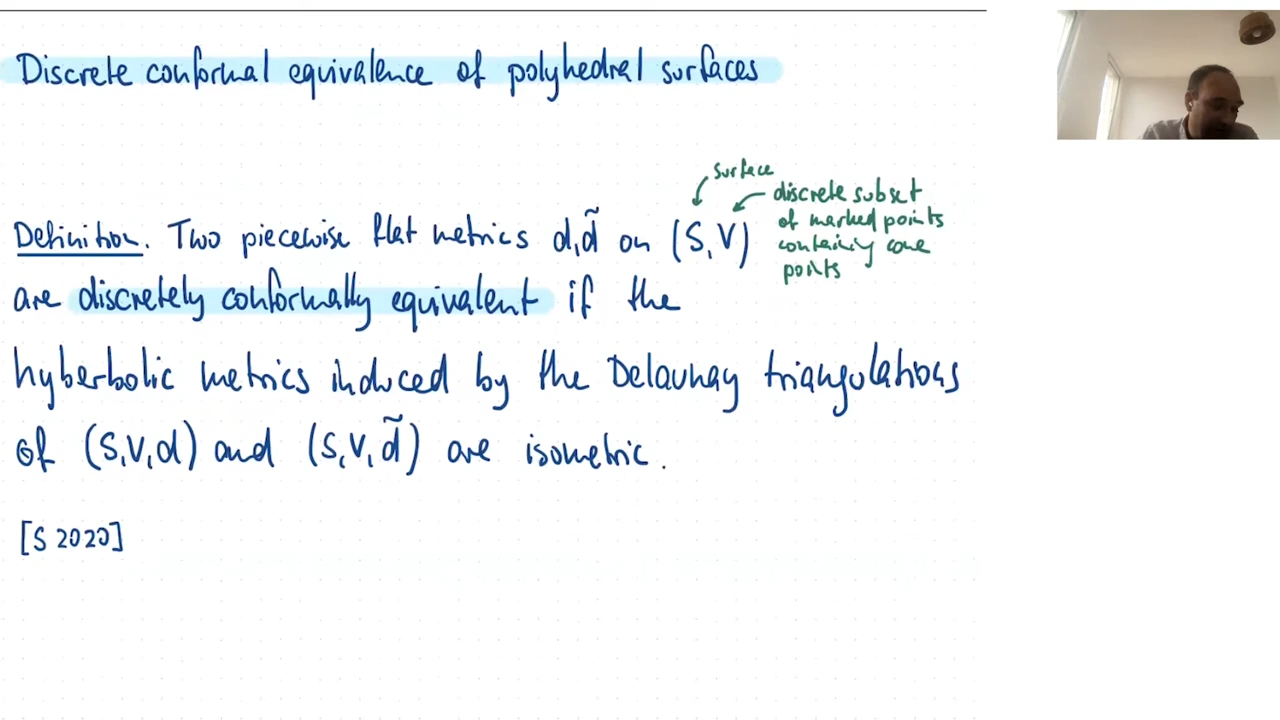 Discrete conformal equivalence of polyhedral surfaces
surface
discrete subset
of marked points
containing cone
points
Definition. Two piecewise flat metrics d, d̃ on (S, V)
are discretely conformally equivalent if the
hyberbolic metrics induced by the Delaunay triangulations
of (S, V, d) and (S, V, d̃) are isometric.
[S 2020]